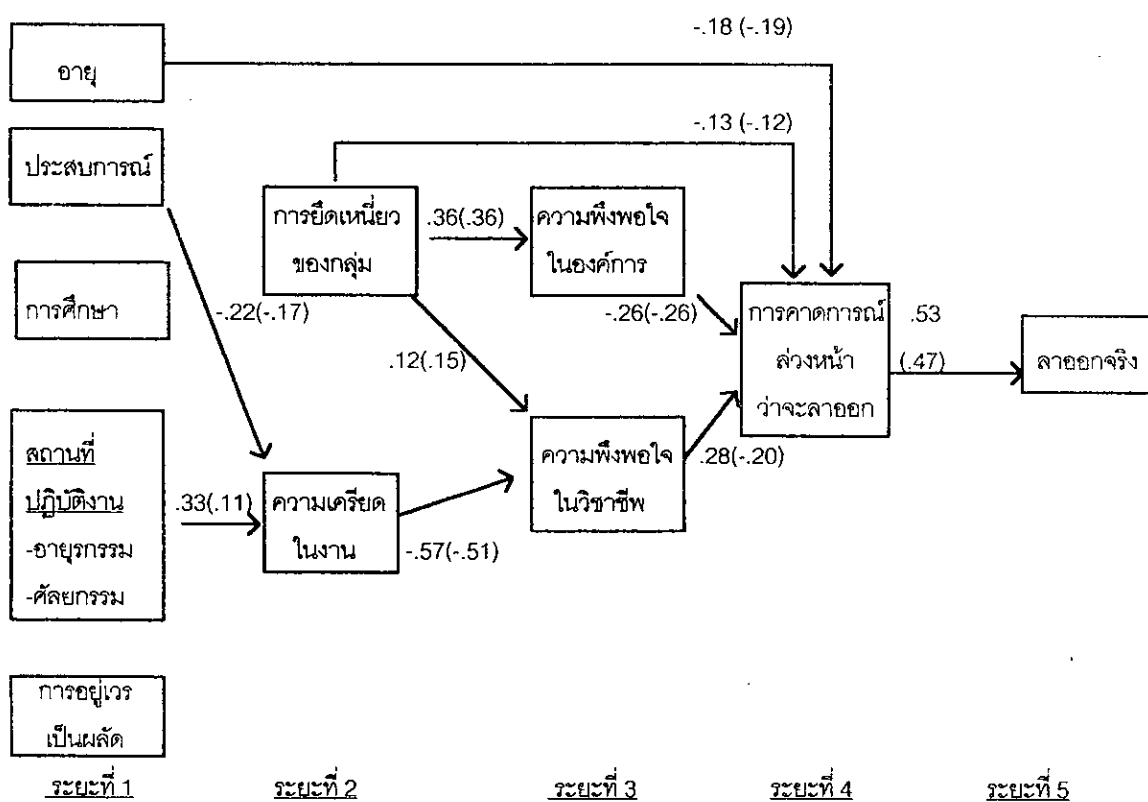 -.18 (-.19)
อายุ
-.13 (-.12)
ประสบการณ์
การยึดเหนี่ยว
ของกลุ่ม
.36(.36)
ความพึงพอใจ
ในองค์การ
การศึกษา
-.22(-.17)
-.26(-.26)
การคาดการณ์
ล่วงหน้า
ว่าจะลาออก
.53
(.47)
ลาออกจริง
.12(.15)
สถานที่
ปฏิบัติงาน
-อายุรกรรม
-ศัลยกรรม
.33(.11)
ความเครียด
ในงาน
-.57(-.51)
ความพึงพอใจ
ในวิชาชีพ
.28(-.20)
การอยู่เวร
เป็นผลัด
ระยะที่ 1 ระยะที่ 2 ระยะที่ 3 ระยะที่ 4 ระยะที่ 5